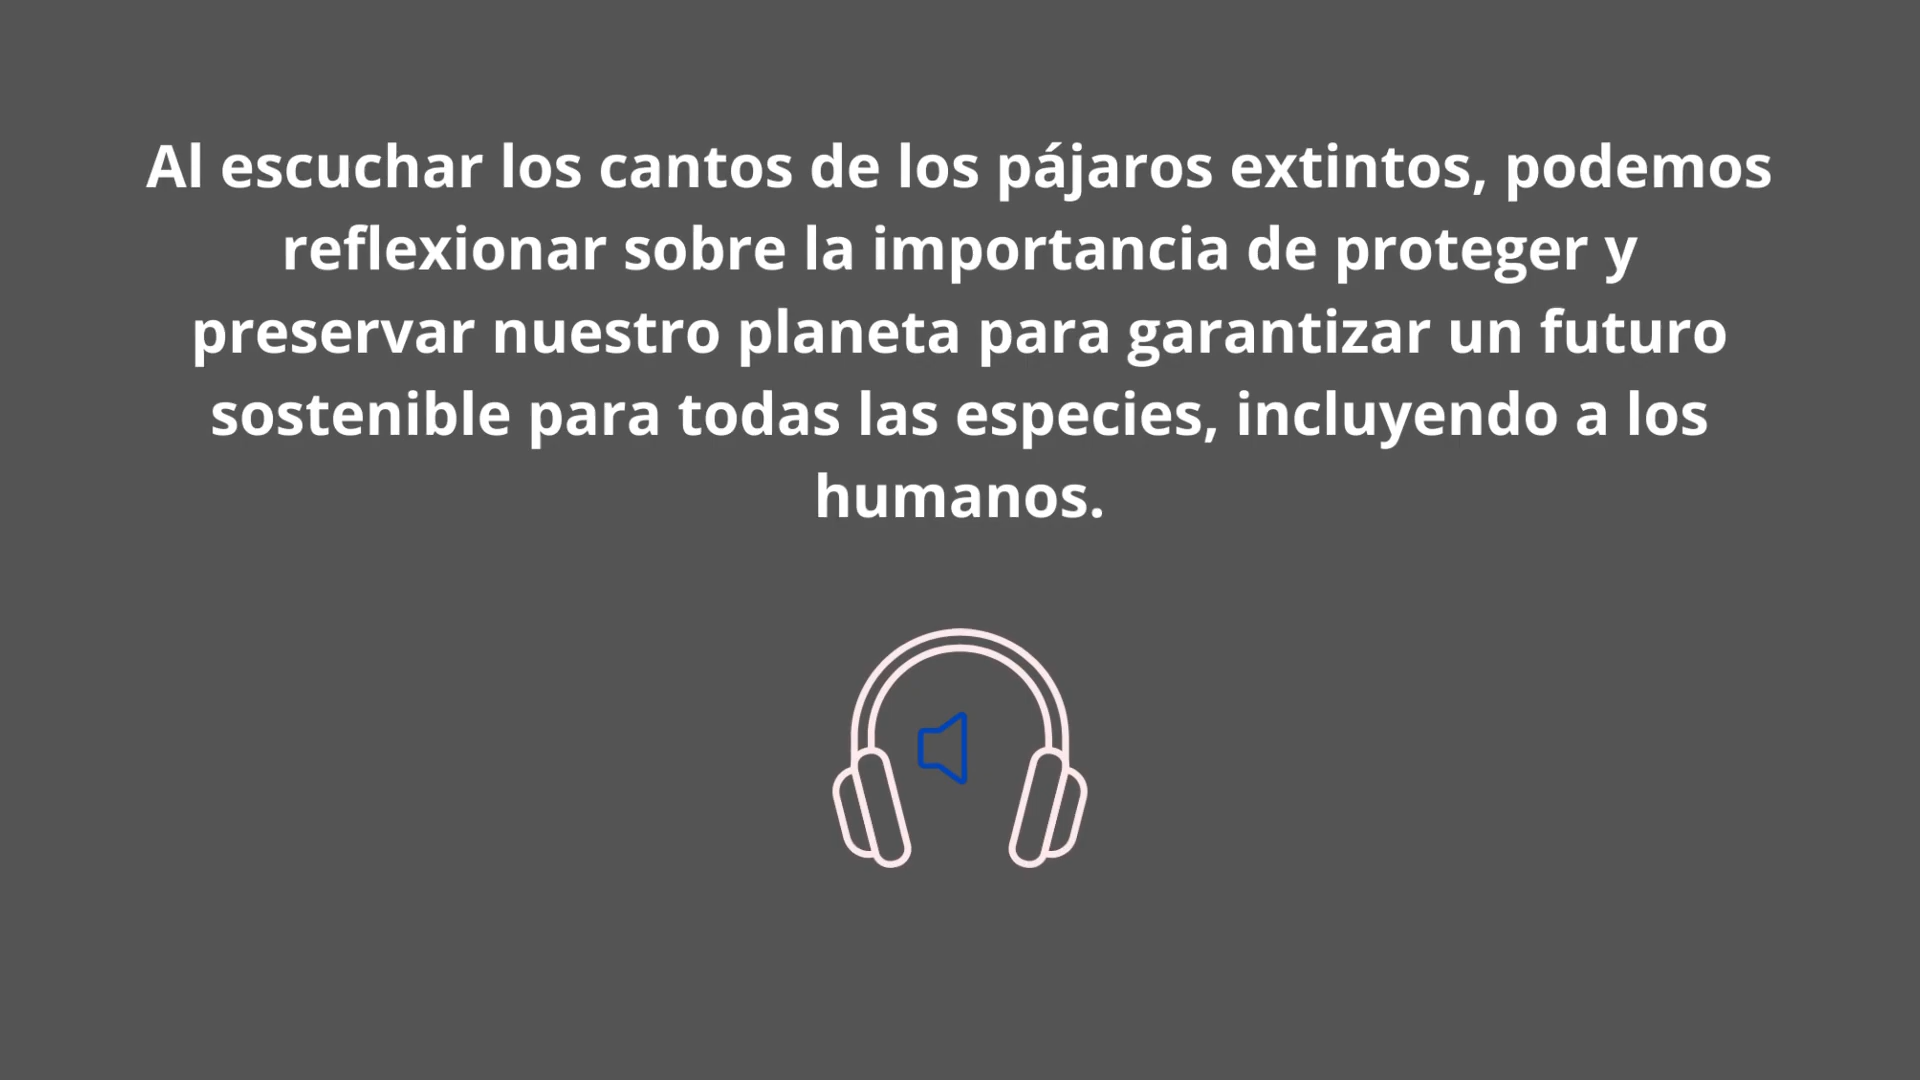 Al escuchar los cantos de los pájaros extintos, podemos
reflexionar sobre la importancia de proteger y
preservar nuestro planeta para garantizar un futuro
sostenible para todas las especies, incluyendo a los
humanos.